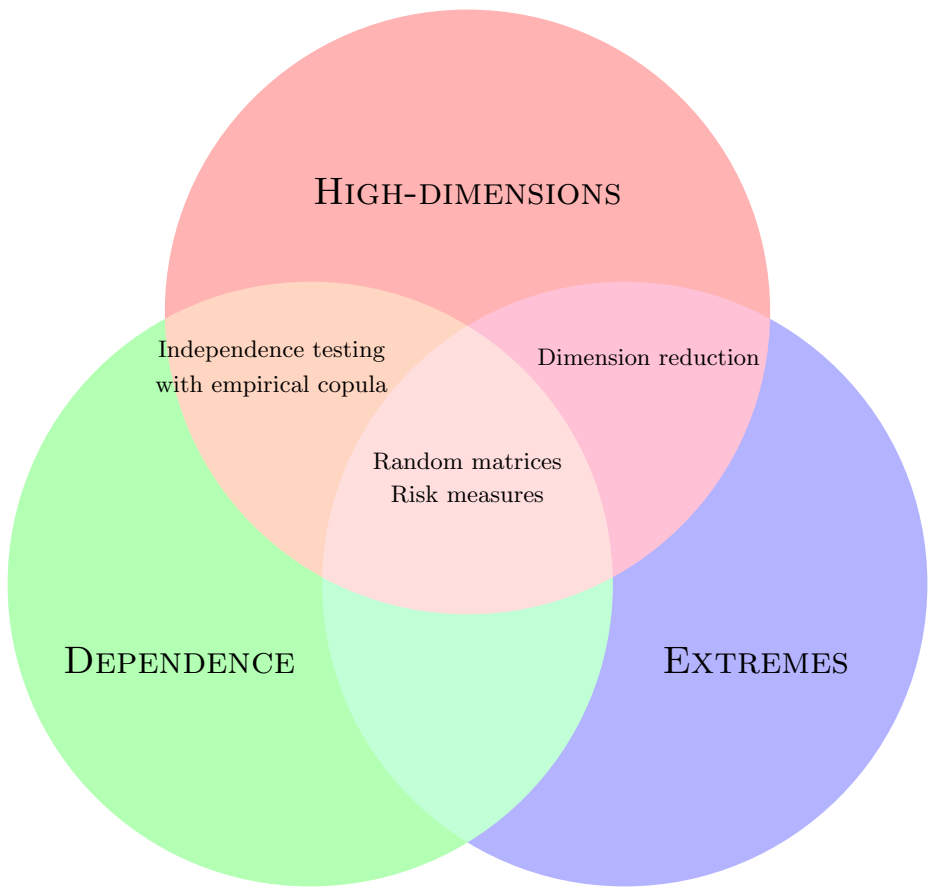 HIGH-DIMENSIONS
Independence testing
with empirical copula
Dimension reduction
Random matrices
Risk measures
DEPENDENCE
EXTREMES